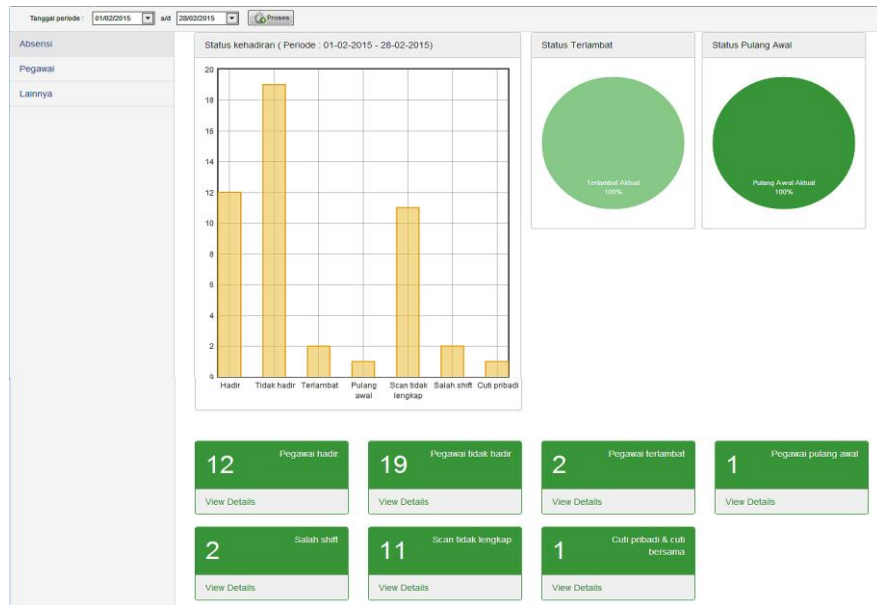 Tanggal periode : 01/02/2015 s/d 28/02/2015 Proses
Absensi
Pegawai
Lainnya
Status kehadiran ( Periode : 01-02-2015 - 28-02-2015)
20
18
16
14
12
10
8
6
4
2
0
Hadir Tidak hadir Terlambat Pulang awal Scan tidak lengkap Salah shift Cuti pribadi
Status Terlambat
Terlambat Aktual
100%
Status Pulang Awal
Pulang Awal Aktual
100%
12 Pegawai hadir
View Details
19 Pegawai tidak hadir
View Details
2 Pegawai terlambat
View Details
1 Pegawai pulang awal
View Details
2 Salah shift
View Details
11 Scan tidak lengkap
View Details
1 Cuti pribadi & cuti
bersama
View Details